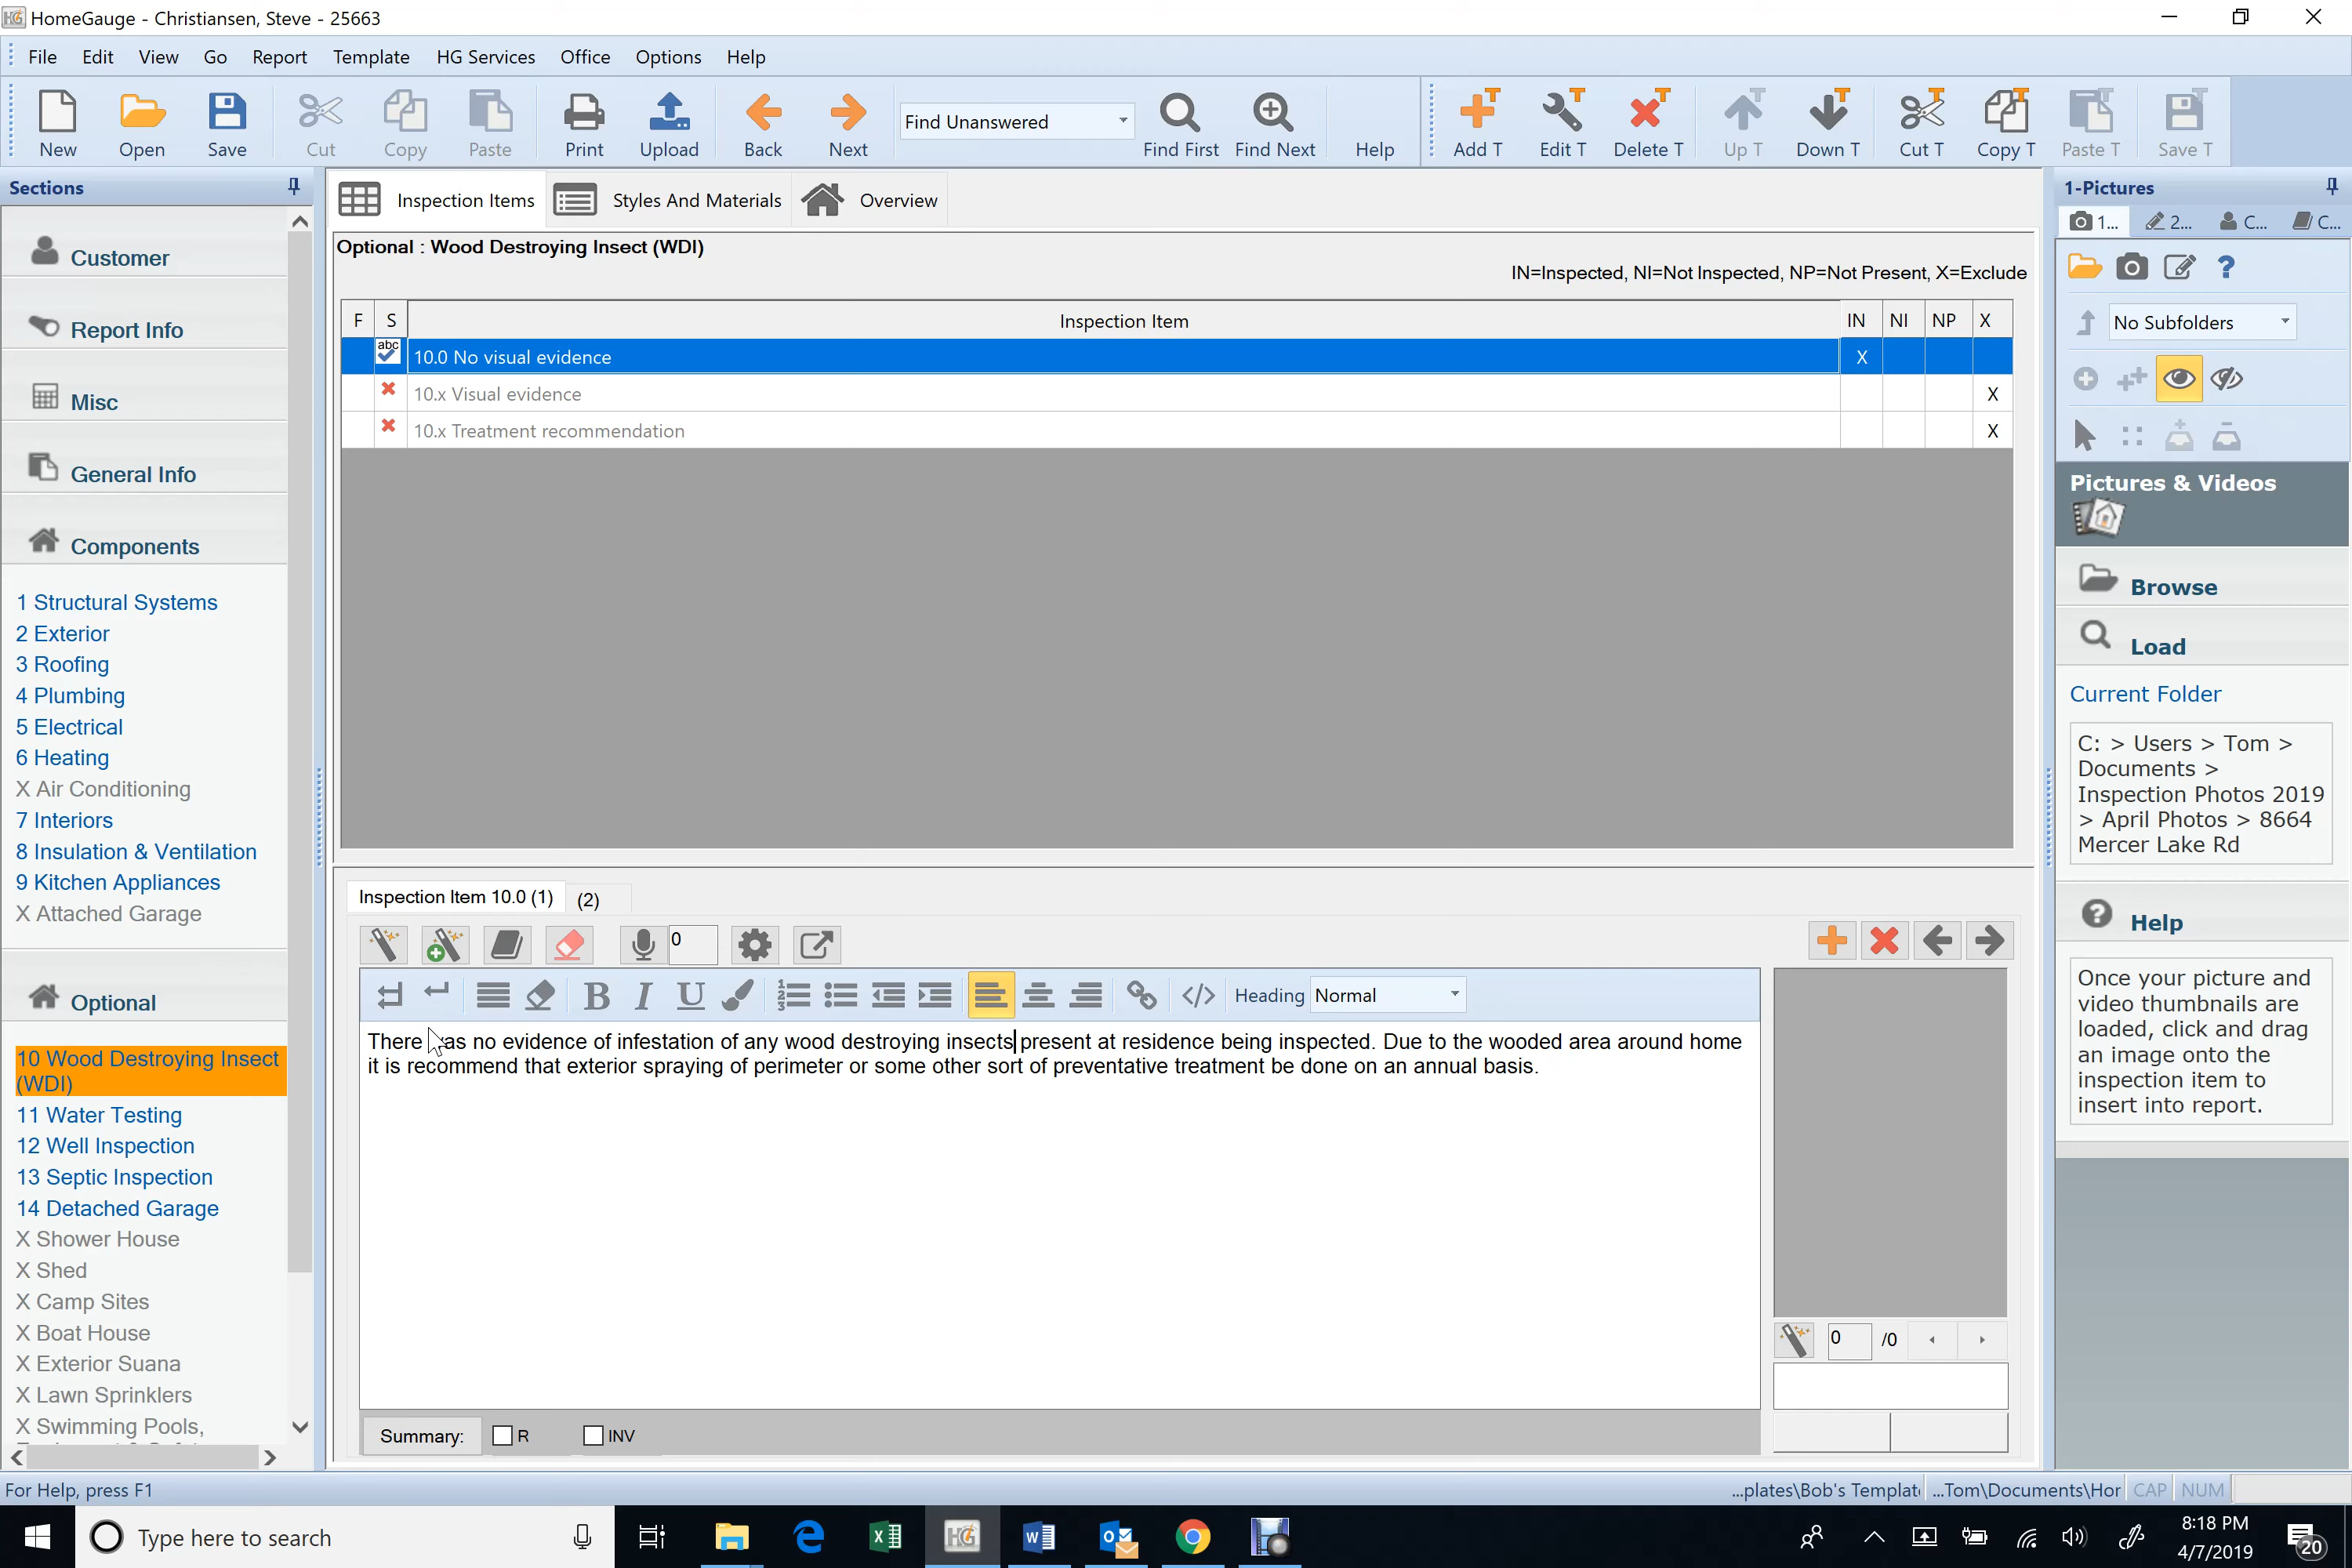 HomeGauge - Christiansen, Steve - 25663
File Edit View Go Report Template HG Services Office Options Help
New Open Save Cut Copy Paste Print Upload Back Next Find Unanswered Find First Find Next Help Add T Edit T Delete T Up T Down T Cut T Copy T Paste T Save T
Sections
Customer
Report Info
Misc
General Info
Components
1 Structural Systems
2 Exterior
3 Roofing
4 Plumbing
5 Electrical
6 Heating
X Air Conditioning
7 Interiors
8 Insulation & Ventilation
9 Kitchen Appliances
X Attached Garage
Optional
10 Wood Destroying Insect
(WDI)
11 Water Testing
12 Well Inspection
13 Septic Inspection
14 Detached Garage
X Shower House
X Shed
X Camp Sites
X Boat House
X Exterior Suana
X Lawn Sprinklers
X Swimming Pools,
Inspection Items Styles And Materials Overview
Optional : Wood Destroying Insect (WDI)
IN=Inspected, NI=Not Inspected, NP=Not Present, X=Exclude
F S Inspection Item IN NI NP X
abc 10.0 No visual evidence X
10.x Visual evidence X
10.x Treatment recommendation X
Inspection Item 10.0 (1) (2)
0
B I U Heading Normal
There as no evidence of infestation of any wood destroying insects present at residence being inspected. Due to the wooded area around home
it is recommend that exterior spraying of perimeter or some other sort of preventative treatment be done on an annual basis.
0 /0
Summary: R INV
1-Pictures
1... 2... C... C...
No Subfolders
Pictures & Videos
Browse
Load
Current Folder
C: > Users > Tom >
Documents >
Inspection Photos 2019
> April Photos > 8664
Mercer Lake Rd
Help
Once your picture and
video thumbnails are
loaded, click and drag
an image onto the
inspection item to
insert into report.
For Help, press F1
...plates\Bob's Templat ...Tom\Documents\Hor CAP NUM
Type here to search
8:18 PM
4/7/2019
20